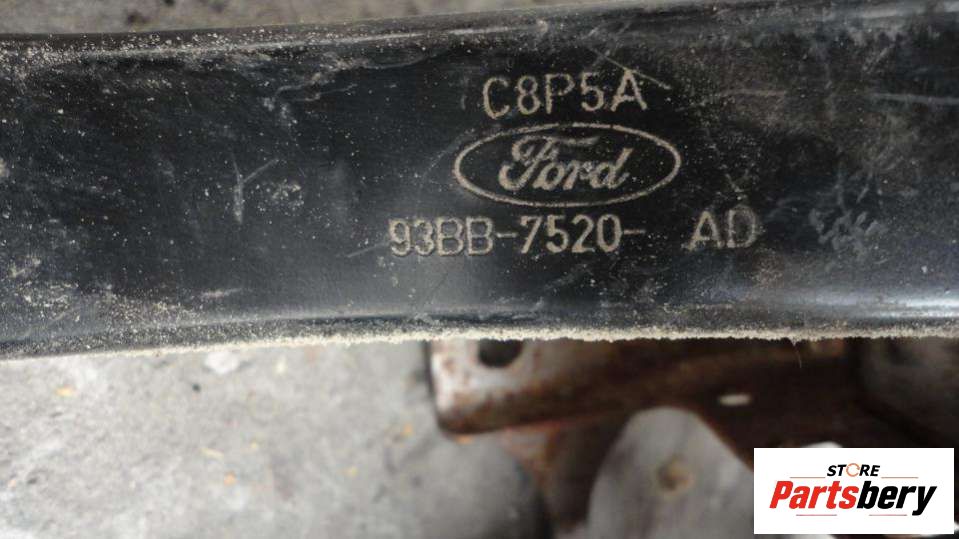 C8P5A
Ford
93BB-7520- AD
STORE
Partsbery